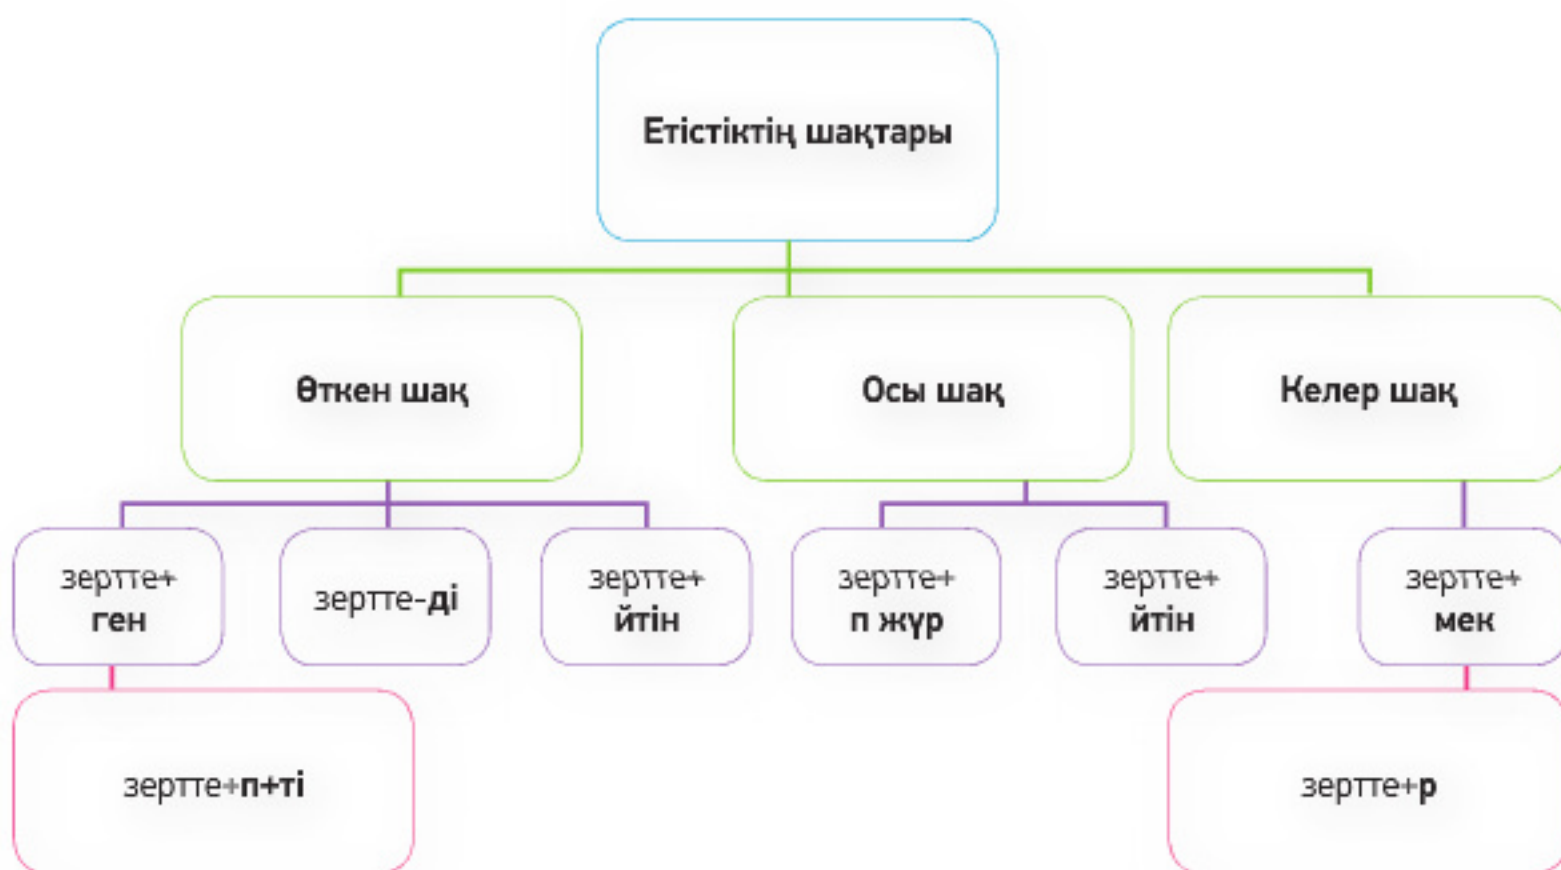 Етістіктің шақтары
Өткен шақ
Осы шақ
Келер шақ
зертте+
ген
зертте-ді
зертте+
йтін
зертте+
п жүр
зертте+
йтін
зертте+
мек
зертте+п+ті
зертте+р